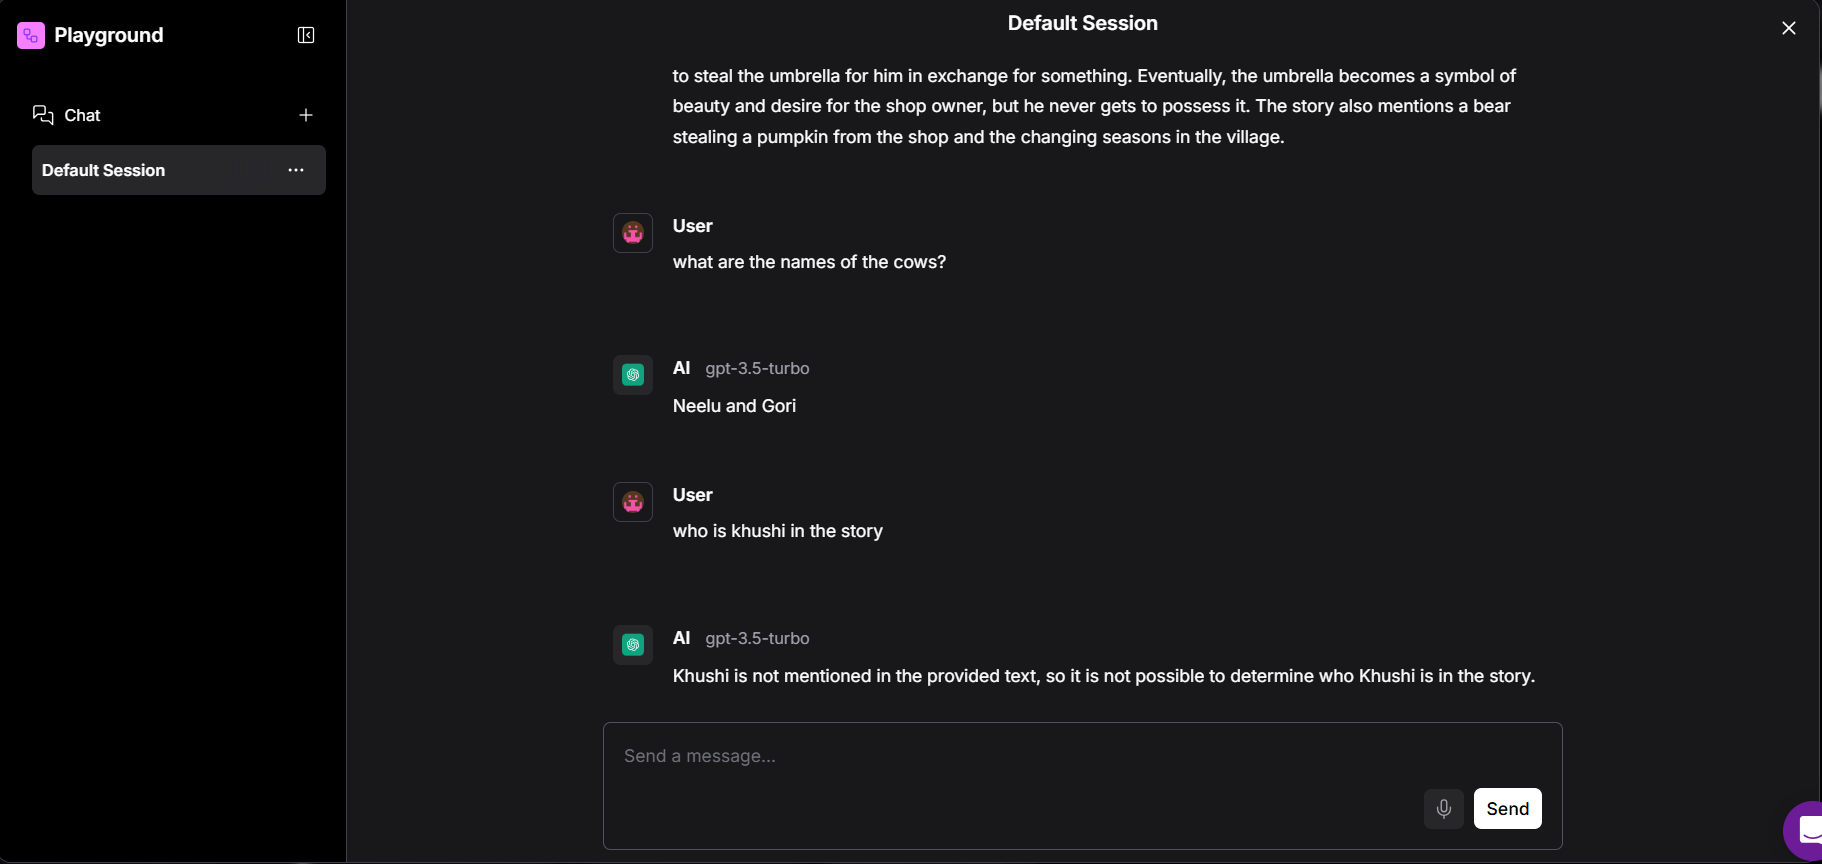 Playground
Chat
Default Session
Default Session
to steal the umbrella for him in exchange for something. Eventually, the umbrella becomes a symbol of
beauty and desire for the shop owner, but he never gets to possess it. The story also mentions a bear
stealing a pumpkin from the shop and the changing seasons in the village.
User
what are the names of the cows?
AI gpt-3.5-turbo
Neelu and Gori
User
who is khushi in the story
AI gpt-3.5-turbo
Khushi is not mentioned in the provided text, so it is not possible to determine who Khushi is in the story.
Send a message...
Send